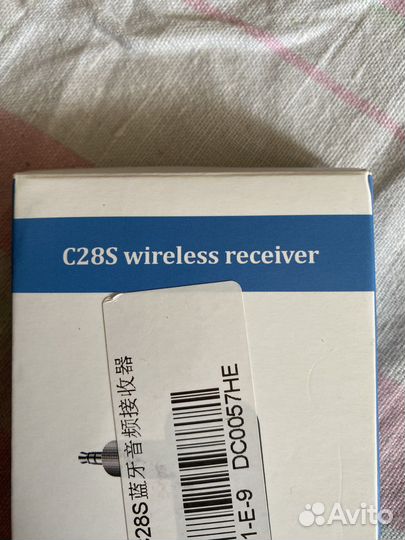 C28S wireless receiver
C28S蓝牙音频接收器
1-E-9 DC0057HE
Avito